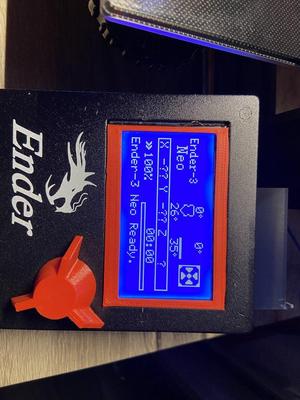 Ender-3
Neo
0° 0°
26° 35°
X -?? Y -?? Z ?
»100% 00:00
Ender-3 Neo Ready.
Ender